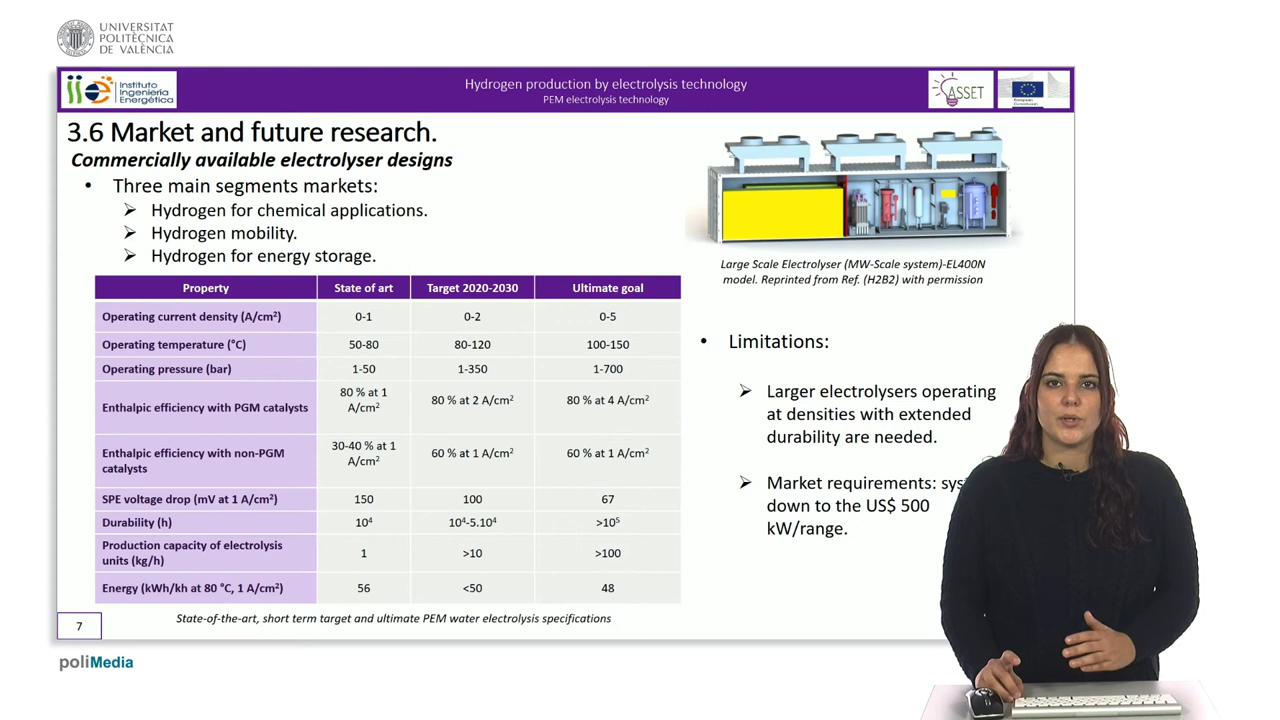 UNIVERSITAT
POLITÈCNICA
DE VALÈNCIA
iie Instituto
Ingeniería
Energética
Hydrogen production by electrolysis technology
PEM electrolysis technology
ASSET
European
Commission
3.6 Market and future research.
Commercially available electrolyser designs
• Three main segments markets:
➢ Hydrogen for chemical applications.
➢ Hydrogen mobility.
➢ Hydrogen for energy storage.
Large Scale Electrolyser (MW-Scale system)-EL400N
model. Reprinted from Ref. (H2B2) with permission
Property State of art Target 2020-2030 Ultimate goal
Operating current density (A/cm²) 0-1 0-2 0-5
Operating temperature (°C) 50-80 80-120 100-150
Operating pressure (bar) 1-50 1-350 1-700
Enthalpic efficiency with PGM catalysts 80 % at 1 A/cm² 80 % at 2 A/cm² 80 % at 4 A/cm²
Enthalpic efficiency with non-PGM catalysts 30-40 % at 1 A/cm² 60 % at 1 A/cm² 60 % at 1 A/cm²
SPE voltage drop (mV at 1 A/cm²) 150 100 67
Durability (h) 10⁴ 10⁴-5.10⁴ >10⁵
Production capacity of electrolysis units (kg/h) 1 >10 >100
Energy (kWh/kh at 80 °C, 1 A/cm²) 56 <50 48
State-of-the-art, short term target and ultimate PEM water electrolysis specifications
• Limitations:
➢ Larger electrolysers operating
at densities with extended
durability are needed.
➢ Market requirements:
down to the US$ 500
kW/range.
7
poliMedia